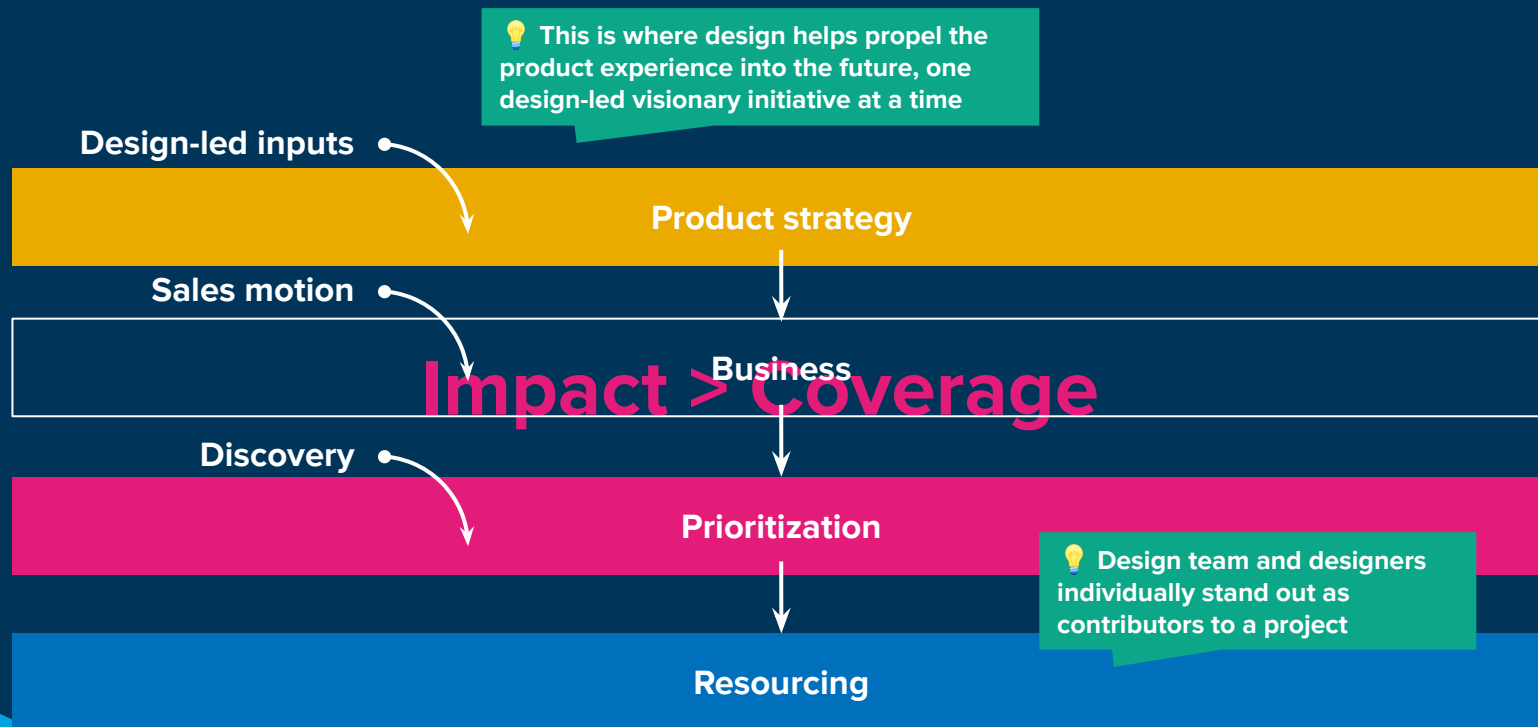 💡 This is where design helps propel the
product experience into the future, one
design-led visionary initiative at a time
Design-led inputs
Product strategy
Sales motion
Business
Impact > Coverage
Discovery
Prioritization
💡 Design team and designers
individually stand out as
contributors to a project
Resourcing